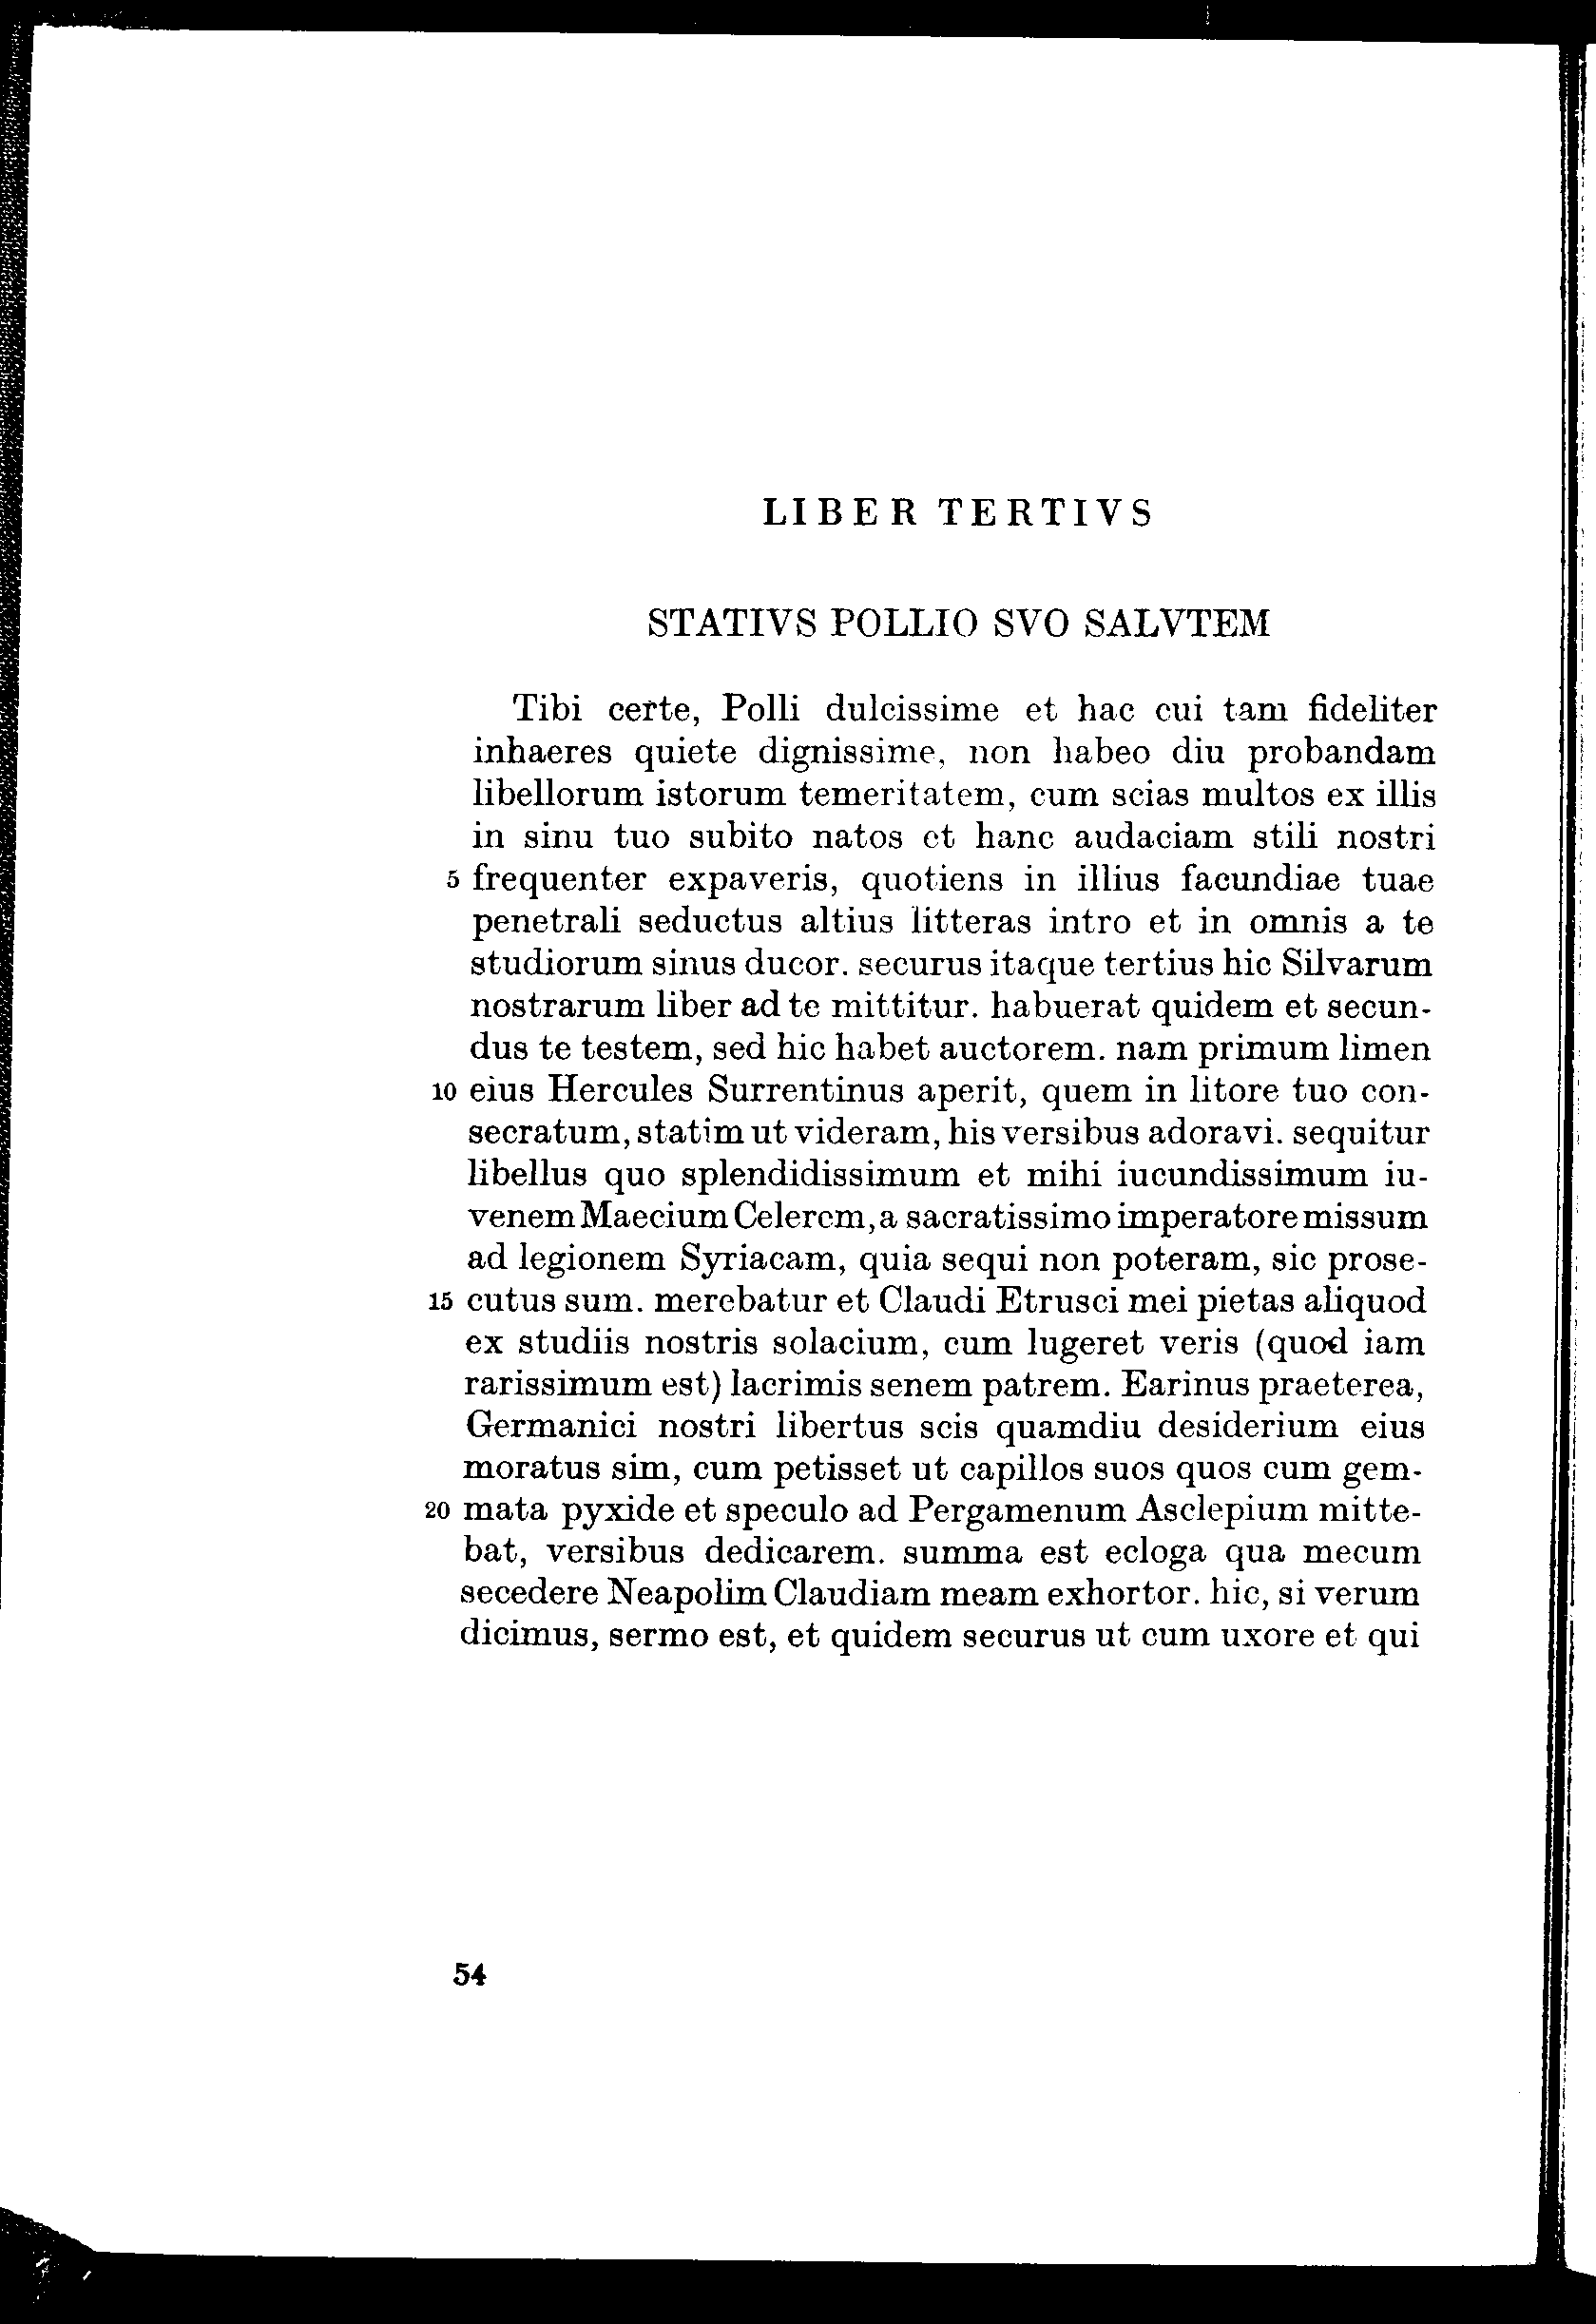 LIBER TERTIVS
STATIVS POLLIO SVO SALVTEM
Tibi certe, Polli dulcissime et hac cui tam fideliter
inhaeres quiete dignissime, non habeo diu probandam
libellorum istorum temeritatem, cum scias multos ex illis
in sinu tuo subito natos et hanc audaciam stili nostri
5 frequenter expaveris, quotiens in illius facundiae tuae
penetrali seductus altius litteras intro et in omnis a te
studiorum sinus ducor. securus itaque tertius hic Silvarum
nostrarum liber ad te mittitur. habuerat quidem et secun-
dus te testem, sed hic habet auctorem. nam primum limen
10 eius Hercules Surrentinus aperit, quem in litore tuo con-
secratum, statim ut videram, his versibus adoravi. sequitur
libellus quo splendidissimum et mihi iucundissimum iu-
venem Maecium Celerem, a sacratissimo imperatore missum
ad legionem Syriacam, quia sequi non poteram, sic prose-
15 cutus sum. merebatur et Claudi Etrusci mei pietas aliquod
ex studiis nostris solacium, cum lugeret veris (quod iam
rarissimum est) lacrimis senem patrem. Earinus praeterea,
Germanici nostri libertus scis quamdiu desiderium eius
moratus sim, cum petisset ut capillos suos quos cum gem-
20 mata pyxide et speculo ad Pergamenum Asclepium mitte-
bat, versibus dedicarem. summa est ecloga qua mecum
secedere Neapolim Claudiam meam exhortor. hic, si verum
dicimus, sermo est, et quidem securus ut cum uxore et qui
54